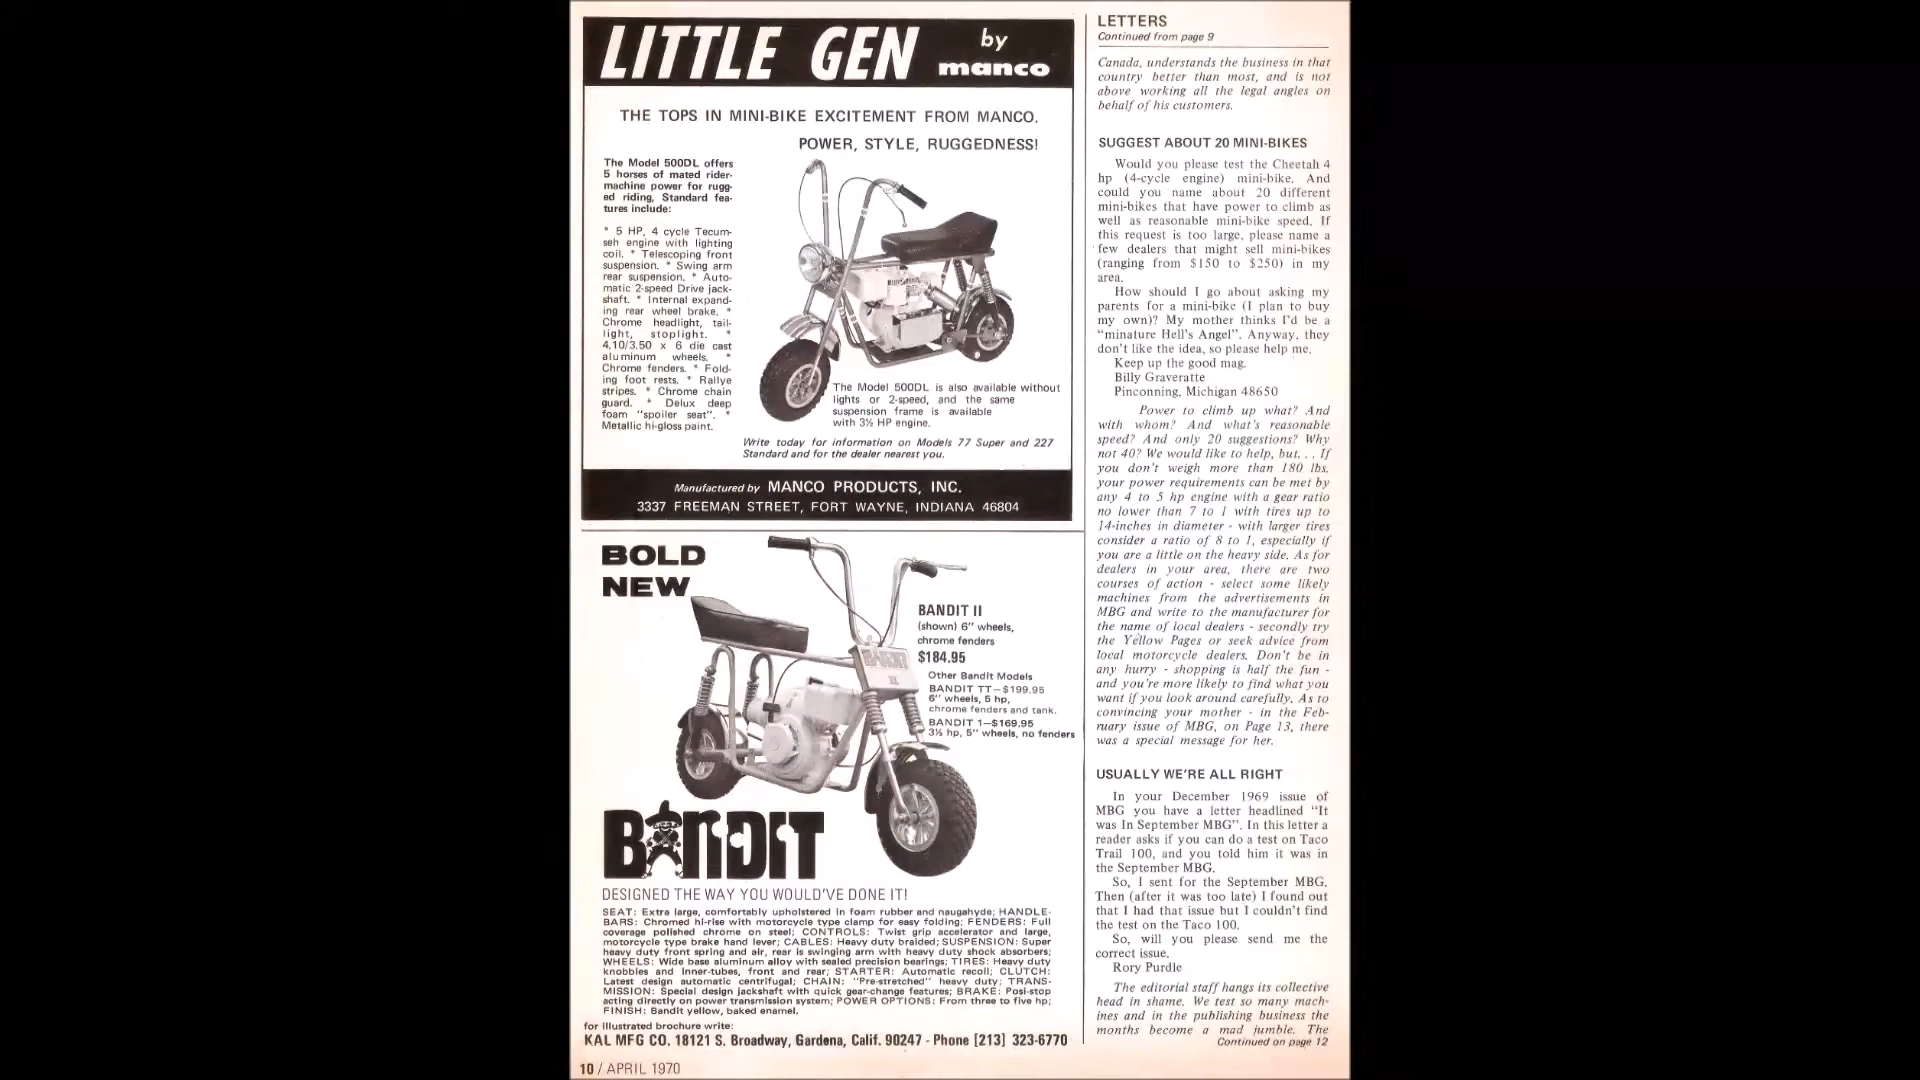 LITTLE GEN by
manco
THE TOPS IN MINI-BIKE EXCITEMENT FROM MANCO.
POWER, STYLE, RUGGEDNESS!
The Model 500DL offers
5 horses of mated rider-
machine power for rugg-
ed riding, Standard fea-
tures include:
* 5 HP, 4 cycle Tecum-
seh engine with lighting
coil. * Telescoping front
suspension. * Swing arm
rear suspension. * Auto-
matic 2-speed Drive jack-
shaft. * Internal expand-
ing rear wheel brake. *
Chrome headlight, tail-
light, stoplight. *
4.10/3.50 x 6 die cast
aluminum wheels. *
Chrome fenders. * Fold-
ing foot rests. * Rallye
stripes. * Chrome chain
guard. * Delux deep
foam "spoiler seat". *
Metallic hi-gloss paint.
The Model 500DL is also available without
lights or 2-speed, and the same
suspension frame is available
with 3½ HP engine.
Write today for information on Models 77 Super and 227
Standard and for the dealer nearest you.
Manufactured by MANCO PRODUCTS, INC.
3337 FREEMAN STREET, FORT WAYNE, INDIANA 46804
BOLD
NEW
BANDIT II
(shown) 6" wheels,
chrome fenders
$184.95
Other Bandit Models
BANDIT TT—$199.95
6" wheels, 5 hp,
chrome fenders and tank.
BANDIT 1—$169.95
3½ hp, 5" wheels, no fenders
BANDIT
II
BANDIT
DESIGNED THE WAY YOU WOULD'VE DONE IT!
SEAT: Extra large, comfortably upholstered in foam rubber and naugahyde; HANDLE-
BARS: Chromed hi-rise with motorcycle type clamp for easy folding; FENDERS: Full
coverage polished chrome on steel; CONTROLS: Twist grip accelerator and large,
motorcycle type brake hand lever; CABLES: Heavy duty braided; SUSPENSION: Super
heavy duty front spring and air, rear is swinging arm with heavy duty shock absorbers;
WHEELS: Wide base aluminum alloy with sealed precision bearings; TIRES: Heavy duty
knobbies and inner-tubes, front and rear; STARTER: Automatic recoil; CLUTCH:
Latest design automatic centrifugal; CHAIN: "Pre-stretched" heavy duty; TRANS-
MISSION: Special design jackshaft with quick gear-change features; BRAKE: Posi-stop
acting directly on power transmission system; POWER OPTIONS: From three to five hp;
FINISH: Bandit yellow, baked enamel.
for illustrated brochure write:
KAL MFG CO. 18121 S. Broadway, Gardena, Calif. 90247 - Phone [213] 323-6770
10 / APRIL 1970
LETTERS
Continued from page 9
Canada, understands the business in that
country better than most, and is not
above working all the legal angles on
behalf of his customers.
SUGGEST ABOUT 20 MINI-BIKES
Would you please test the Cheetah 4
hp (4-cycle engine) mini-bike. And
could you name about 20 different
mini-bikes that have power to climb as
well as reasonable mini-bike speed. If
this request is too large, please name a
few dealers that might sell mini-bikes
(ranging from $150 to $250) in my
area.
How should I go about asking my
parents for a mini-bike (I plan to buy
my own)? My mother thinks I'd be a
"minature Hell's Angel". Anyway, they
don't like the idea, so please help me.
Keep up the good mag.
Billy Graveratte
Pinconning, Michigan 48650
Power to climb up what? And
with whom? And what's reasonable
speed? And only 20 suggestions? Why
not 40? We would like to help, but. . . If
you don't weigh more than 180 lbs.
your power requirements can be met by
any 4 to 5 hp engine with a gear ratio
no lower than 7 to 1 with tires up to
14-inches in diameter - with larger tires
consider a ratio of 8 to 1, especially if
you are a little on the heavy side. As for
dealers in your area, there are two
courses of action - select some likely
machines from the advertisements in
MBG and write to the manufacturer for
the name of local dealers - secondly try
the Yellow Pages or seek advice from
local motorcycle dealers. Don't be in
any hurry - shopping is half the fun -
and you're more likely to find what you
want if you look around carefully. As to
convincing your mother - in the Feb-
ruary issue of MBG, on Page 13, there
was a special message for her.
USUALLY WE'RE ALL RIGHT
In your December 1969 issue of
MBG you have a letter headlined "It
was In September MBG". In this letter a
reader asks if you can do a test on Taco
Trail 100, and you told him it was in
the September MBG.
So, I sent for the September MBG.
Then (after it was too late) I found out
that I had that issue but I couldn't find
the test on the Taco 100.
So, will you please send me the
correct issue.
Rory Purdle
The editorial staff hangs its collective
head in shame. We test so many mach-
ines and in the publishing business the
months become a mad jumble. The
Continued on page 12